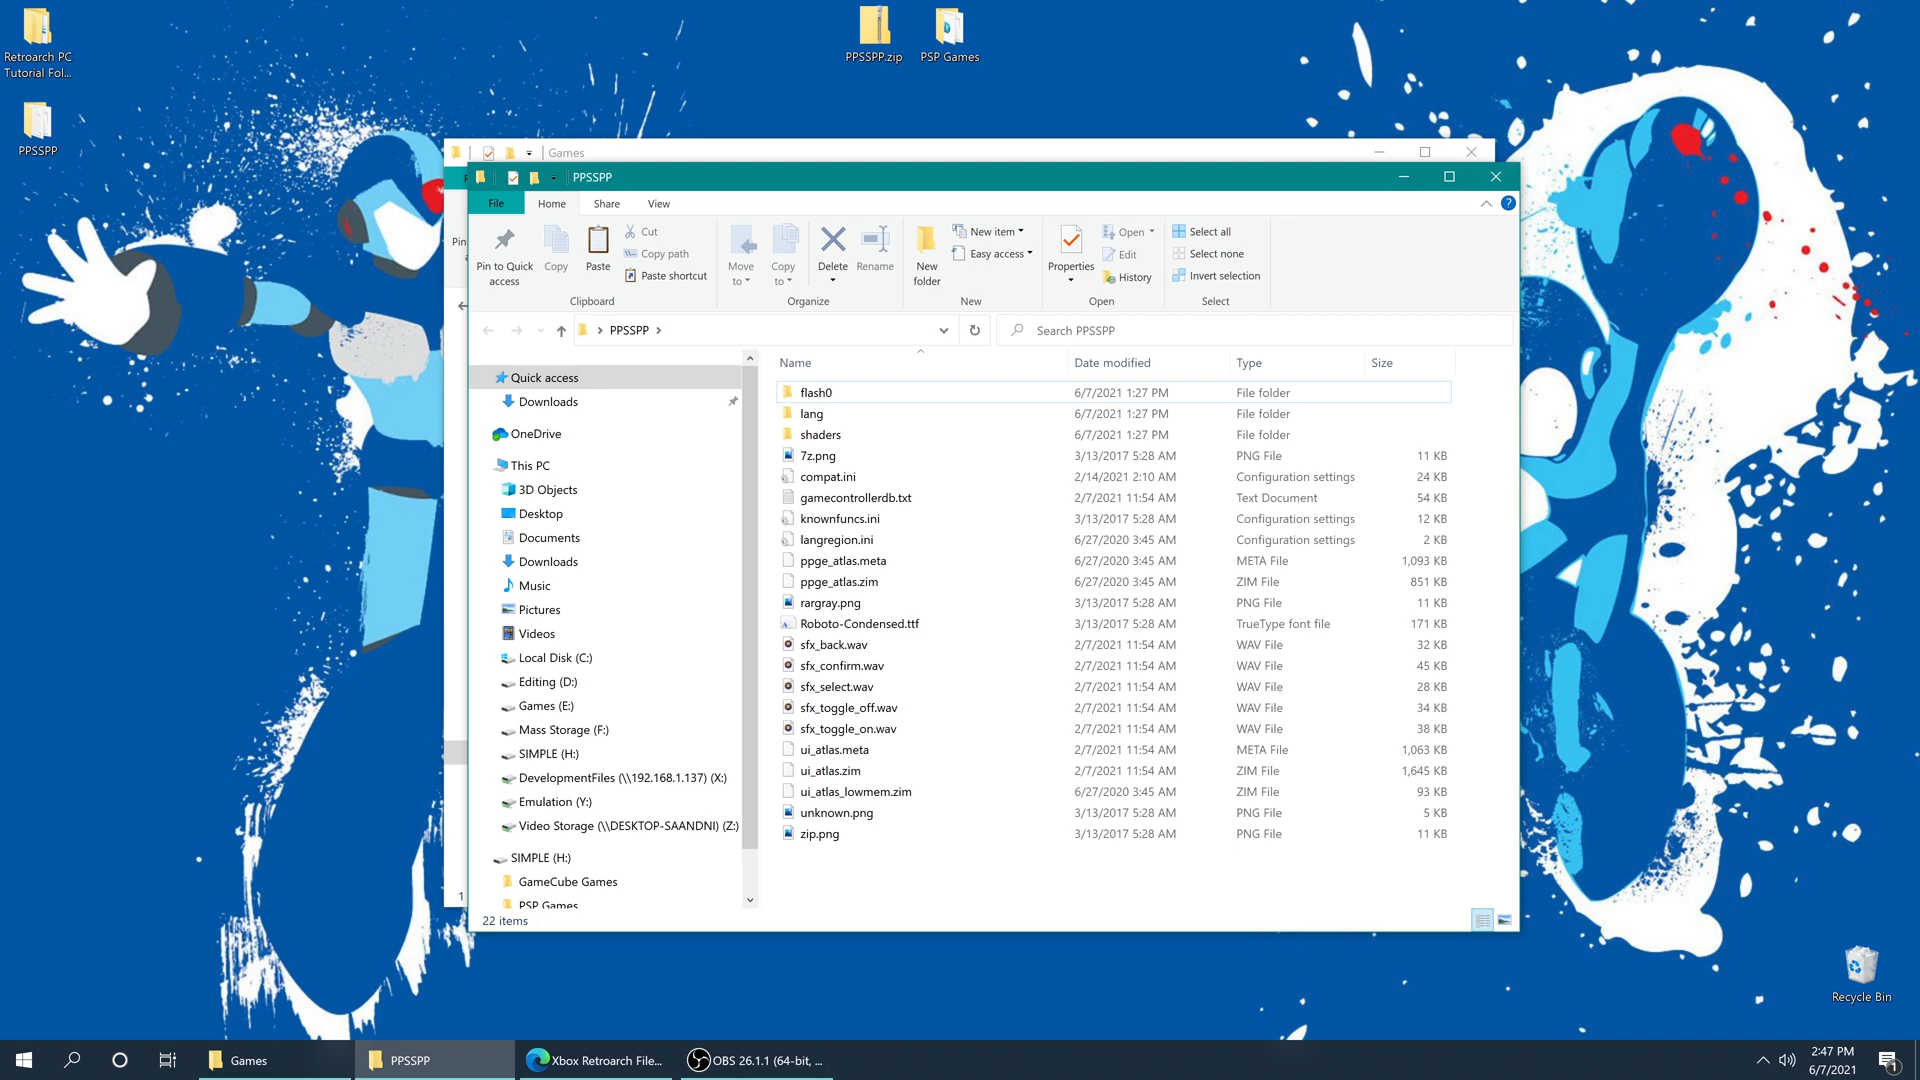 Retroarch PC
Tutorial Fol...
PPSSPP.zip
PSP Games
PPSSPP
Games
PPSSPP
File
Home
Share
View
Pin to Quick
access
Copy
Paste
Cut
Copy path
Paste shortcut
Clipboard
Move
to
Copy
to
Delete
Rename
Organize
New
folder
New item
Easy access
New
Properties
Open
Edit
History
Open
Select all
Select none
Invert selection
Select
PPSSPP
Search PPSSPP
Quick access
Downloads
OneDrive
This PC
3D Objects
Desktop
Documents
Downloads
Music
Pictures
Videos
Local Disk (C:)
Editing (D:)
Games (E:)
Mass Storage (F:)
SIMPLE (H:)
DevelopmentFiles (\\192.168.1.137) (X:)
Emulation (Y:)
Video Storage (\\DESKTOP-SAANDNI) (Z:)
SIMPLE (H:)
GameCube Games
PSP Games
Name Date modified Type Size
flash0 6/7/2021 1:27 PM File folder
lang 6/7/2021 1:27 PM File folder
shaders 6/7/2021 1:27 PM File folder
7z.png 3/13/2017 5:28 AM PNG File 11 KB
compat.ini 2/14/2021 2:10 AM Configuration settings 24 KB
gamecontrollerdb.txt 2/7/2021 11:54 AM Text Document 54 KB
knownfuncs.ini 3/13/2017 5:28 AM Configuration settings 12 KB
langregion.ini 6/27/2020 3:45 AM Configuration settings 2 KB
ppge_atlas.meta 6/27/2020 3:45 AM META File 1,093 KB
ppge_atlas.zim 6/27/2020 3:45 AM ZIM File 851 KB
rargray.png 3/13/2017 5:28 AM PNG File 11 KB
Roboto-Condensed.ttf 3/13/2017 5:28 AM TrueType font file 171 KB
sfx_back.wav 2/7/2021 11:54 AM WAV File 32 KB
sfx_confirm.wav 2/7/2021 11:54 AM WAV File 45 KB
sfx_select.wav 2/7/2021 11:54 AM WAV File 28 KB
sfx_toggle_off.wav 2/7/2021 11:54 AM WAV File 34 KB
sfx_toggle_on.wav 2/7/2021 11:54 AM WAV File 38 KB
ui_atlas.meta 2/7/2021 11:54 AM META File 1,063 KB
ui_atlas.zim 2/7/2021 11:54 AM ZIM File 1,645 KB
ui_atlas_lowmem.zim 6/27/2020 3:45 AM ZIM File 93 KB
unknown.png 3/13/2017 5:28 AM PNG File 5 KB
zip.png 3/13/2017 5:28 AM PNG File 11 KB
22 items
Recycle Bin
Games
PPSSPP
Xbox Retroarch File...
OBS 26.1.1 (64-bit, ...
2:47 PM
6/7/2021
1